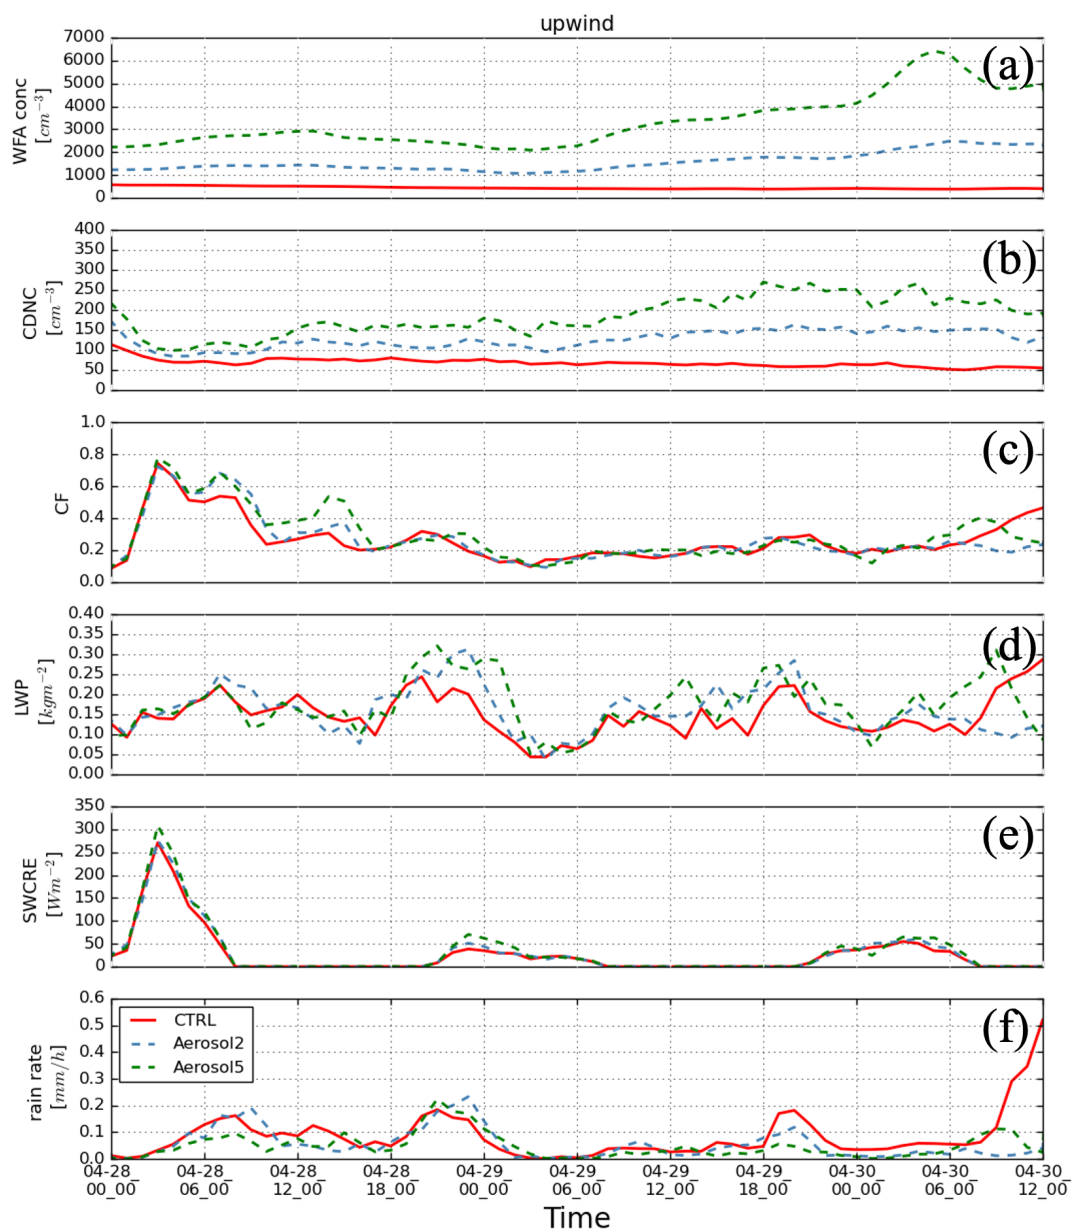 upwind
(a)
WFA conc
[cm⁻³]
7000
6000
5000
4000
3000
2000
1000
0
(b)
CDNC
[cm⁻³]
400
350
300
250
200
150
100
50
0
(c)
CF
1.0
0.8
0.6
0.4
0.2
0.0
(d)
LWP
[kgm⁻²]
0.40
0.35
0.30
0.25
0.20
0.15
0.10
0.05
0.00
(e)
SWCRE
[Wm⁻²]
350
300
250
200
150
100
50
0
(f)
rain rate
[mm/h]
0.6
0.5
0.4
0.3
0.2
0.1
0.0
CTRL
Aerosol2
Aerosol5
04-28 04-28 04-28 04-28 04-29 04-29 04-29 04-29 04-30 04-30 04-30
00_00 06_00 12_00 18_00 00_00 06_00 12_00 18_00 00_00 06_00 12_00
Time